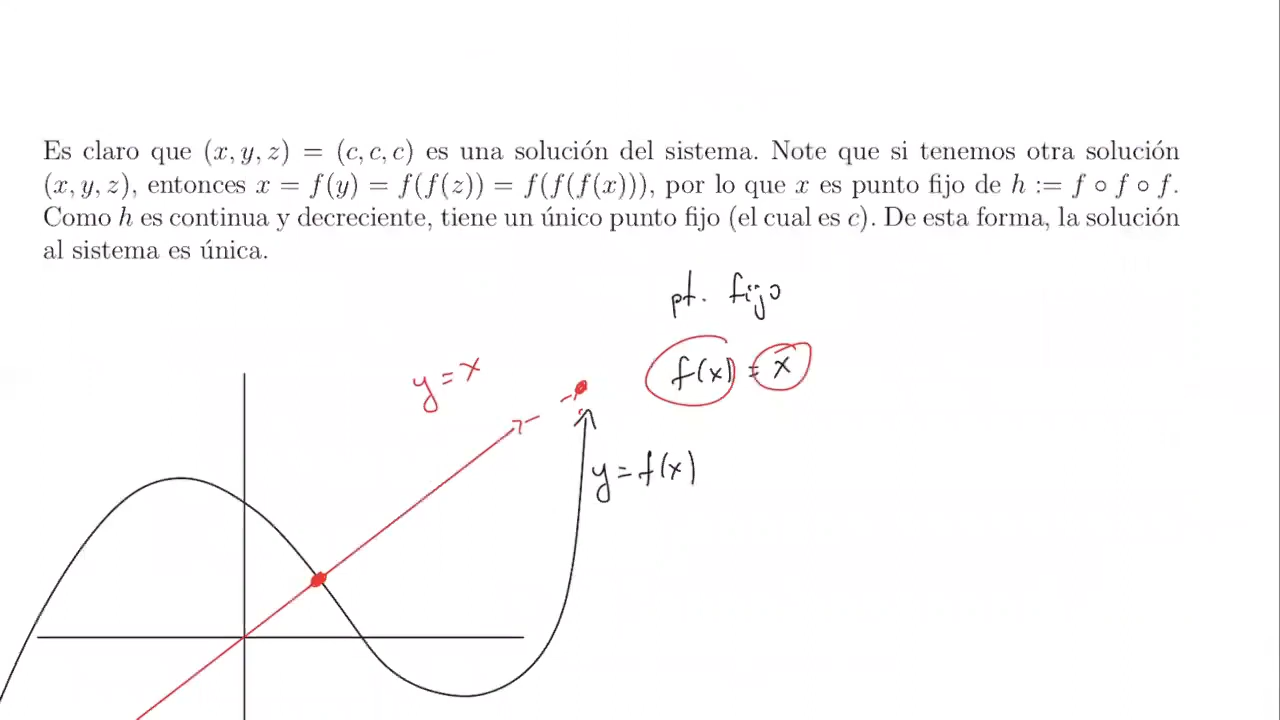 Es claro que (x, y, z) = (c, c, c) es una solución del sistema. Note que si tenemos otra solución
(x, y, z), entonces x = f(y) = f(f(z)) = f(f(f(x))), por lo que x es punto fijo de h := f ∘ f ∘ f.
Como h es continua y decreciente, tiene un único punto fijo (el cual es c). De esta forma, la solución
al sistema es única.
pt. fijo
f(x) = x
y = x
y = f(x)